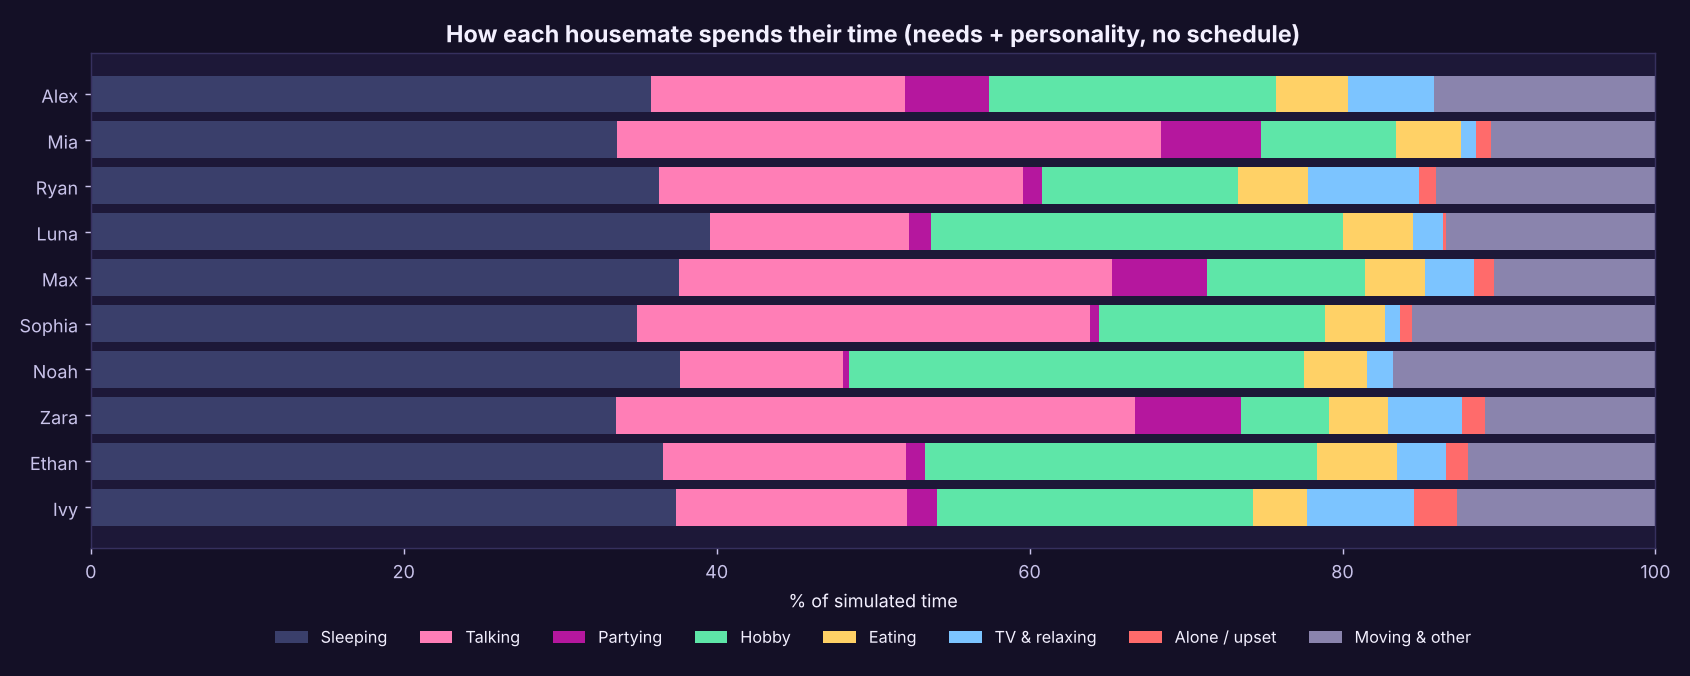 How each housemate spends their time (needs + personality, no schedule)
Alex
Mia
Ryan
Luna
Max
Sophia
Noah
Zara
Ethan
Ivy
0 20 40 60 80 100
% of simulated time
Sleeping Talking Partying Hobby Eating TV & relaxing Alone / upset Moving & other